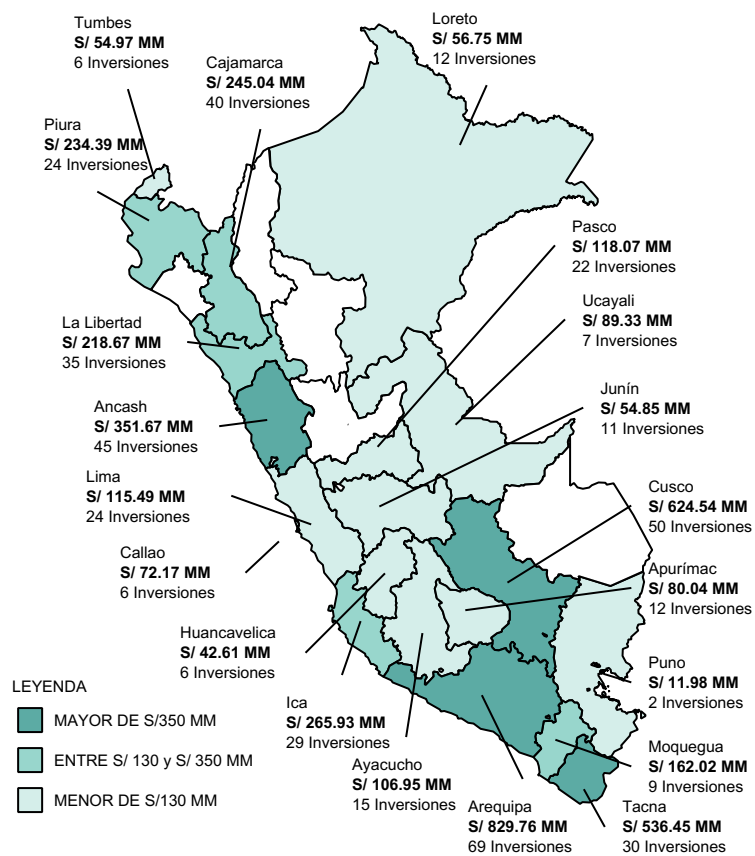 Tumbes
S/ 54.97 MM
6 Inversiones
Loreto
S/ 56.75 MM
12 Inversiones
Cajamarca
S/ 245.04 MM
40 Inversiones
Piura
S/ 234.39 MM
24 Inversiones
Pasco
S/ 118.07 MM
22 Inversiones
Ucayali
S/ 89.33 MM
7 Inversiones
La Libertad
S/ 218.67 MM
35 Inversiones
Junín
S/ 54.85 MM
11 Inversiones
Ancash
S/ 351.67 MM
45 Inversiones
Lima
S/ 115.49 MM
24 Inversiones
Cusco
S/ 624.54 MM
50 Inversiones
Callao
S/ 72.17 MM
6 Inversiones
Apurímac
S/ 80.04 MM
12 Inversiones
Huancavelica
S/ 42.61 MM
6 Inversiones
Puno
S/ 11.98 MM
2 Inversiones
Ica
S/ 265.93 MM
29 Inversiones
Moquegua
S/ 162.02 MM
9 Inversiones
Ayacucho
S/ 106.95 MM
15 Inversiones
Arequipa
S/ 829.76 MM
69 Inversiones
Tacna
S/ 536.45 MM
30 Inversiones
LEYENDA
MAYOR DE S/350 MM
ENTRE S/ 130 y S/ 350 MM
MENOR DE S/130 MM